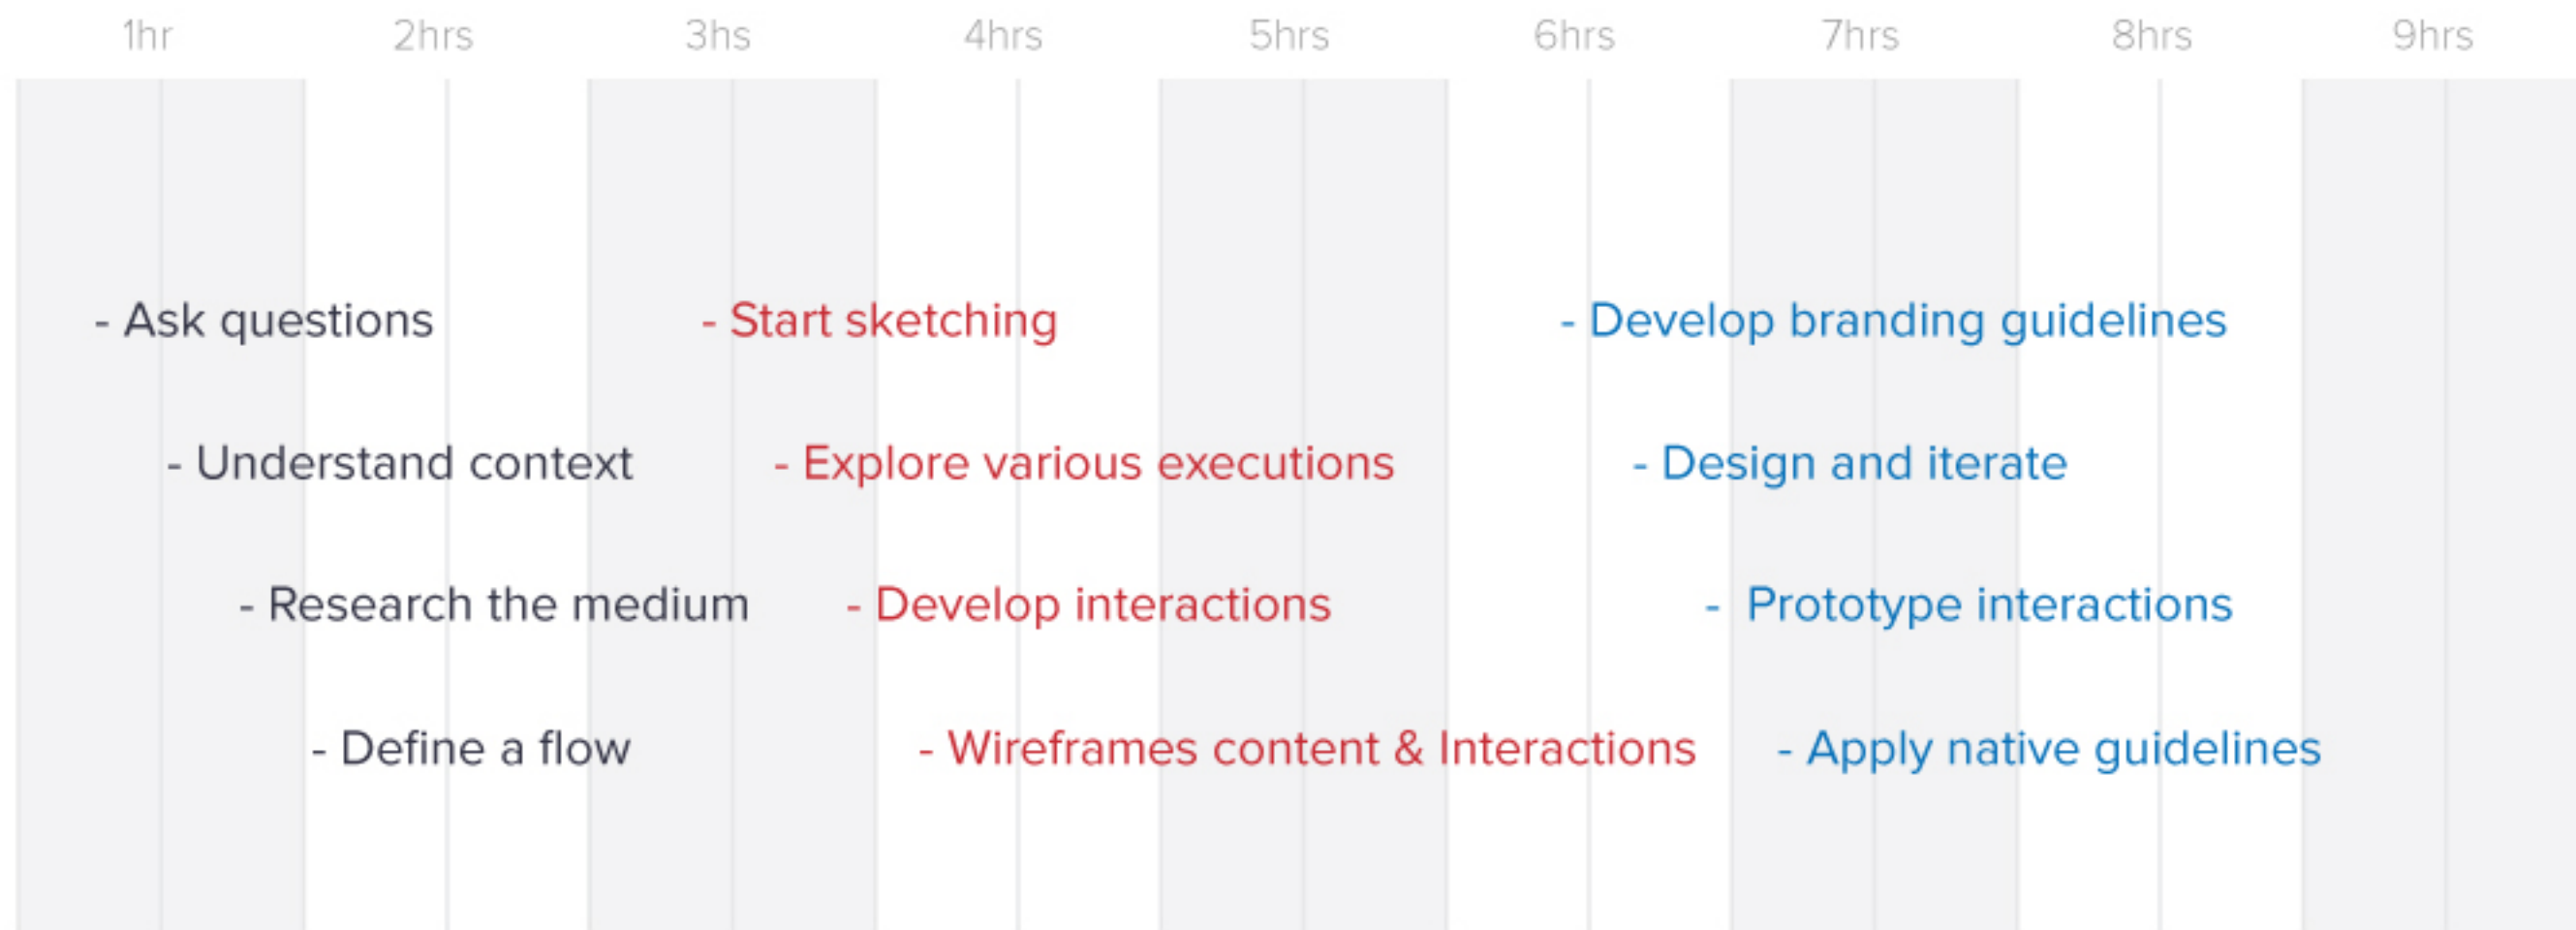 1hr 2hrs 3hs 4hrs 5hrs 6hrs 7hrs 8hrs 9hrs
- Ask questions - Start sketching - Develop branding guidelines
- Understand context - Explore various executions - Design and iterate
- Research the medium - Develop interactions - Prototype interactions
- Define a flow - Wireframes content & Interactions - Apply native guidelines